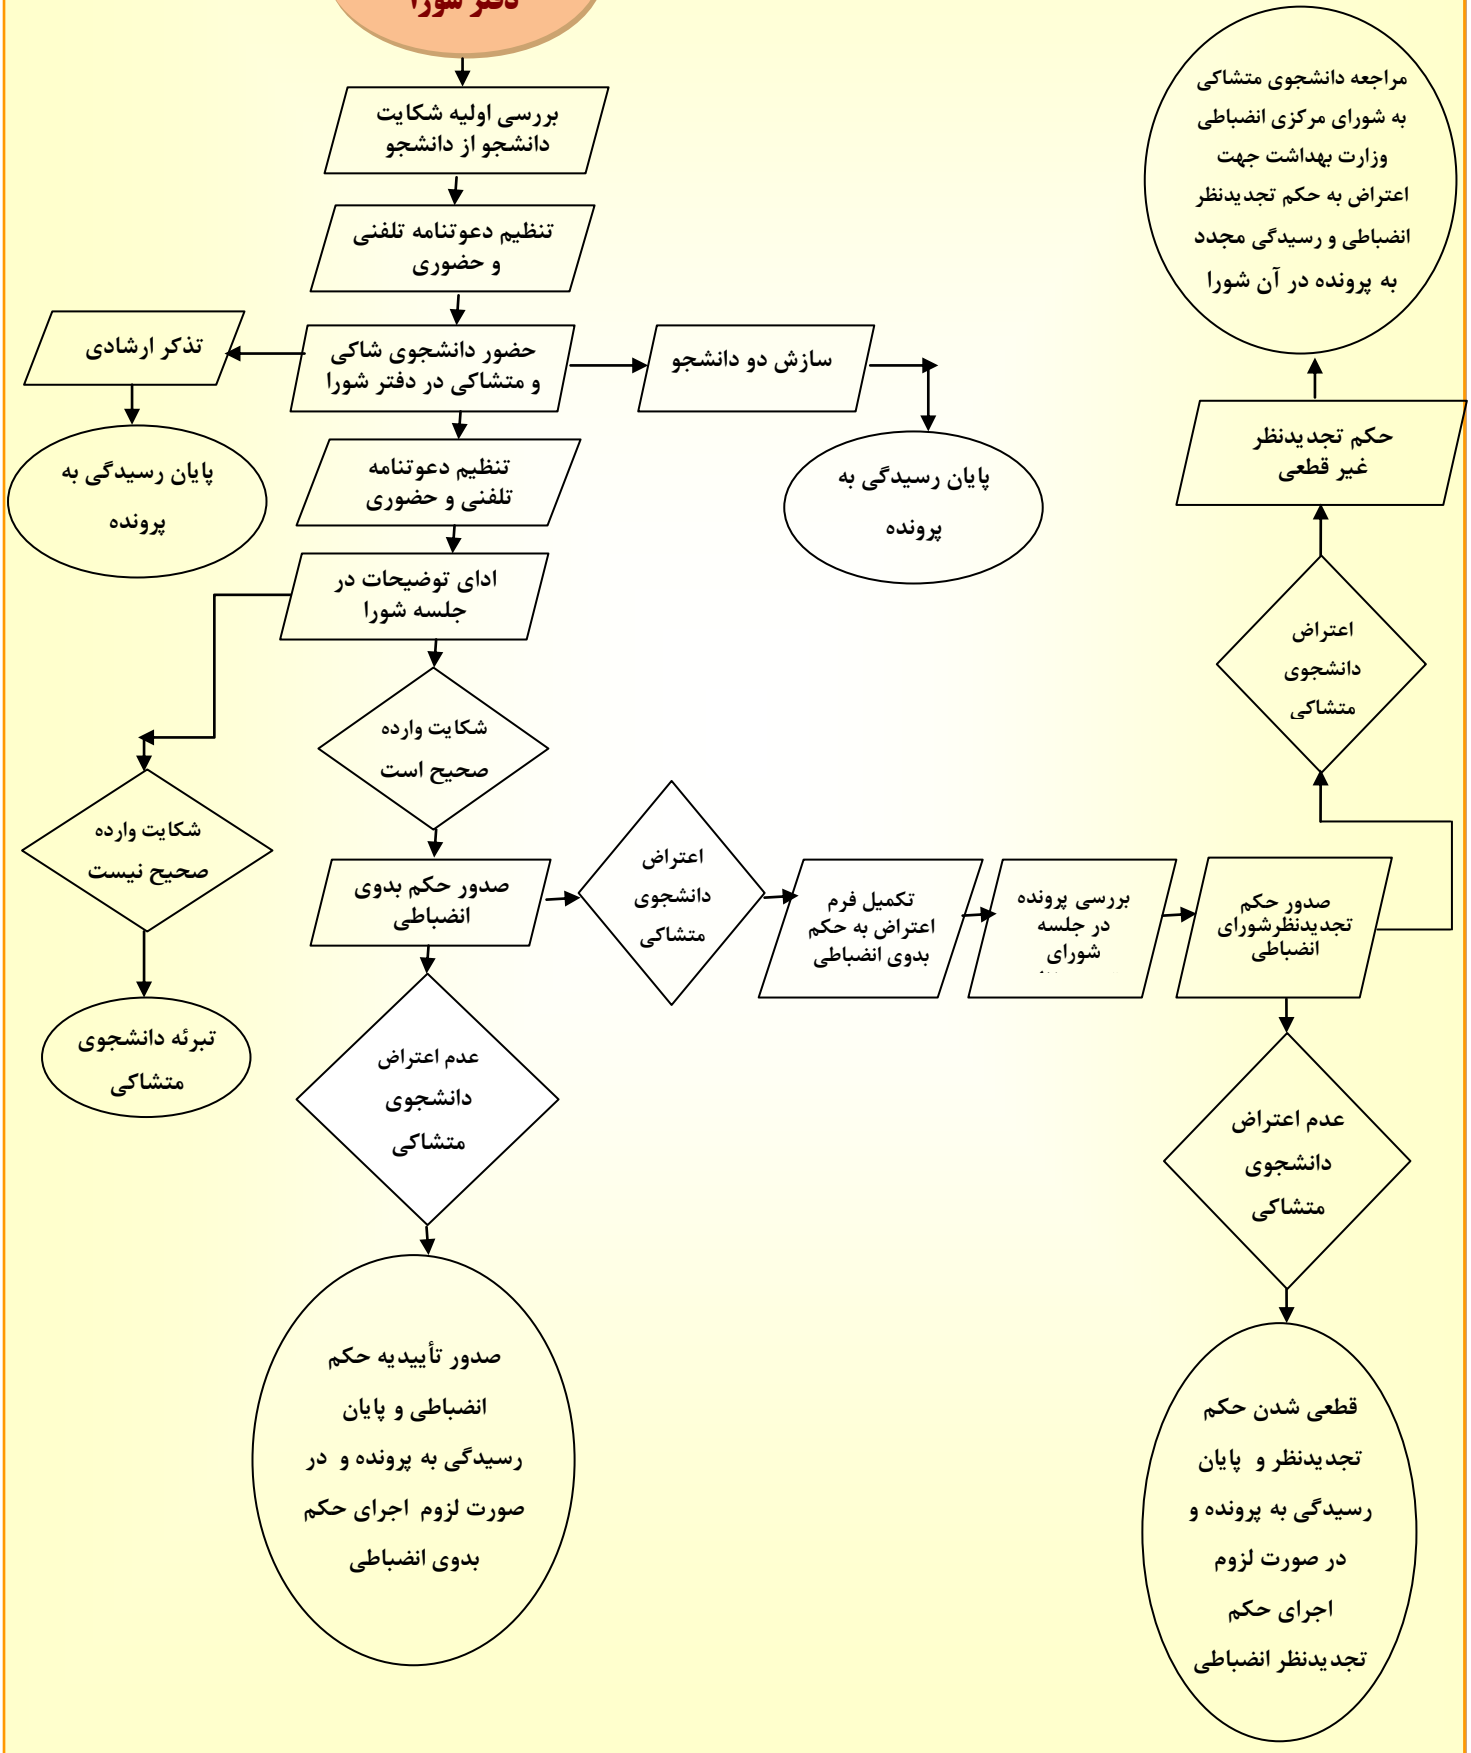 دفتر شورا
بررسی اولیه شکایت
دانشجو از دانشجو
تنظیم دعوتنامه تلفنی
و حضوری
حضور دانشجوی شاکی
و متشاکی در دفتر شورا
سازش دو دانشجو
پایان رسیدگی به
پرونده
تذکر ارشادی
پایان رسیدگی به
پرونده
تنظیم دعوتنامه
تلفنی و حضوری
ادای توضیحات در
جلسه شورا
شکایت وارده
صحیح است
شکایت وارده
صحیح نیست
تبرئه دانشجوی
متشاکی
صدور حکم بدوی
انضباطی
عدم اعتراض
دانشجوی
متشاکی
صدور تأییدیه حکم
انضباطی و پایان
رسیدگی به پرونده و در
صورت لزوم اجرای حکم
بدوی انضباطی
اعتراض
دانشجوی
متشاکی
تکمیل فرم
اعتراض به حکم
بدوی انضباطی
بررسی پرونده
در جلسه
شورای
صدور حکم
تجدیدنظرشورای
انضباطی
عدم اعتراض
دانشجوی
متشاکی
قطعی شدن حکم
تجدیدنظر و پایان
رسیدگی به پرونده و
در صورت لزوم
اجرای حکم
تجدیدنظر انضباطی
اعتراض
دانشجوی
متشاکی
حکم تجدیدنظر
غیر قطعی
مراجعه دانشجوی متشاکی
به شورای مرکزی انضباطی
وزارت بهداشت جهت
اعتراض به حکم تجدیدنظر
انضباطی و رسیدگی مجدد
به پرونده در آن شورا